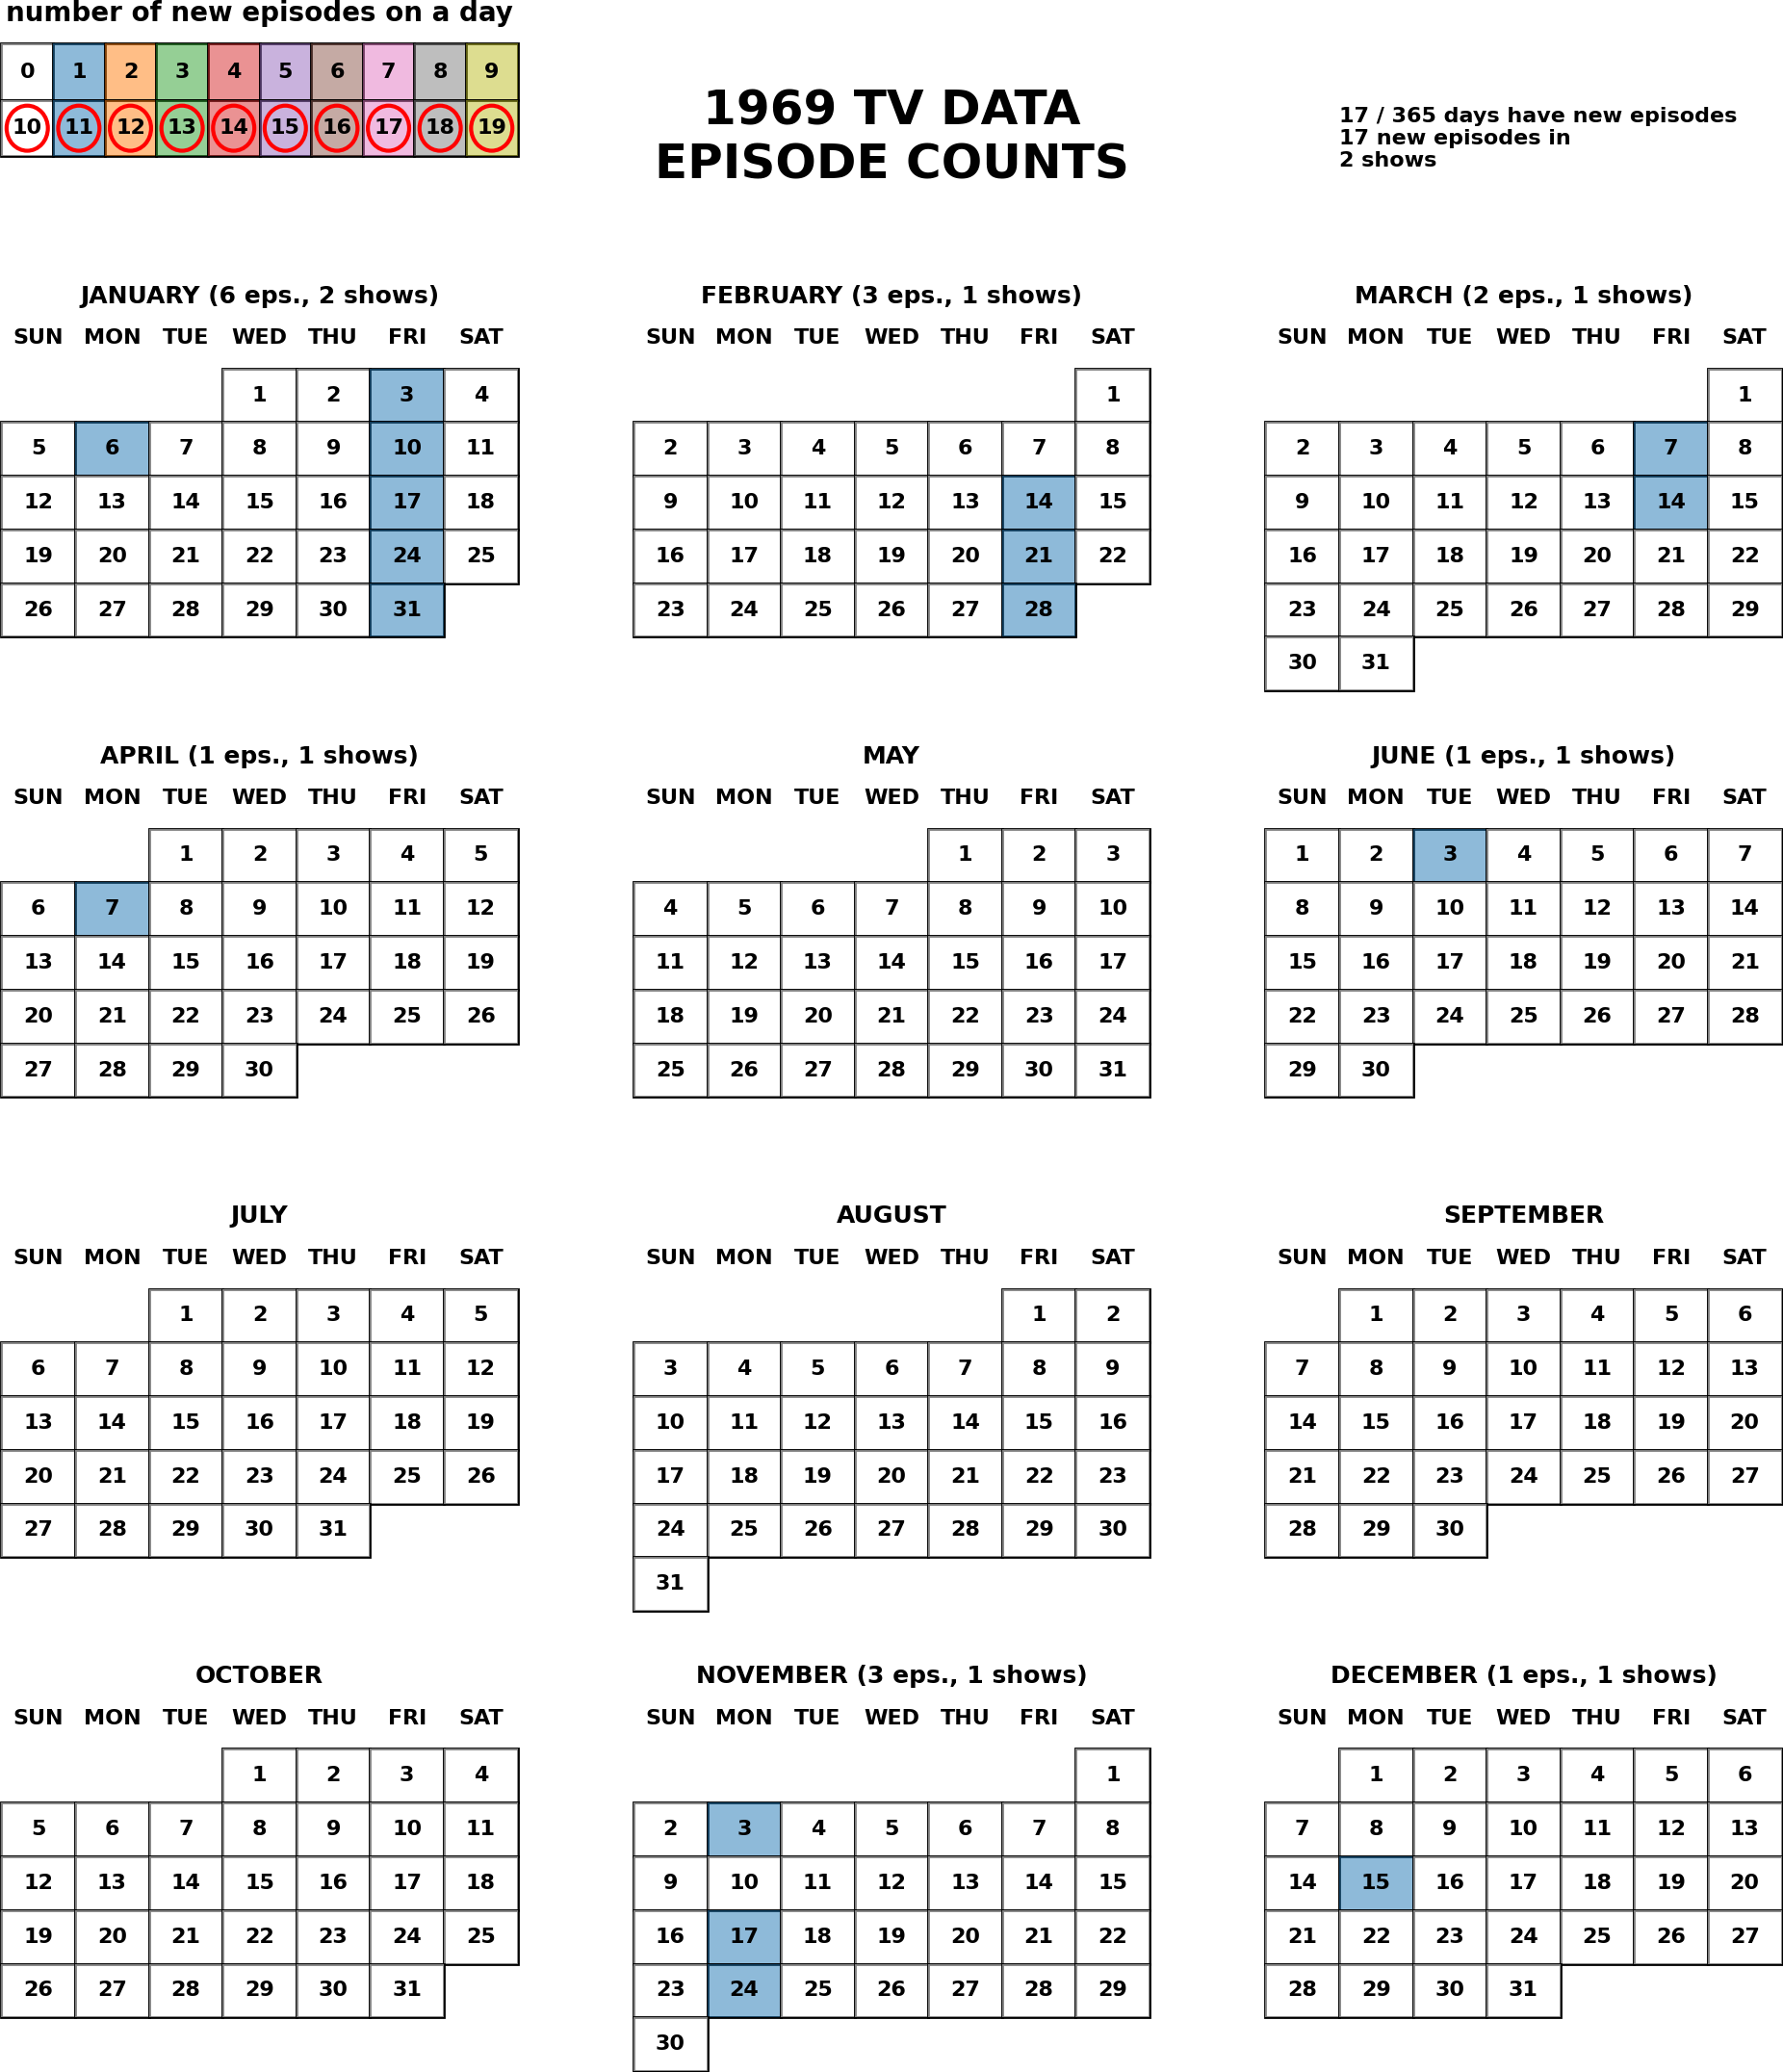 number of new episodes on a day
0 1 2 3 4 5 6 7 8 9
10 11 12 13 14 15 16 17 18 19
1969 TV DATA
EPISODE COUNTS
17 / 365 days have new episodes
17 new episodes in
2 shows
JANUARY (6 eps., 2 shows)
SUN MON TUE WED THU FRI SAT
1 2 3 4
5 6 7 8 9 10 11
12 13 14 15 16 17 18
19 20 21 22 23 24 25
26 27 28 29 30 31
FEBRUARY (3 eps., 1 shows)
SUN MON TUE WED THU FRI SAT
1
2 3 4 5 6 7 8
9 10 11 12 13 14 15
16 17 18 19 20 21 22
23 24 25 26 27 28
MARCH (2 eps., 1 shows)
SUN MON TUE WED THU FRI SAT
1
2 3 4 5 6 7 8
9 10 11 12 13 14 15
16 17 18 19 20 21 22
23 24 25 26 27 28 29
30 31
APRIL (1 eps., 1 shows)
SUN MON TUE WED THU FRI SAT
1 2 3 4 5
6 7 8 9 10 11 12
13 14 15 16 17 18 19
20 21 22 23 24 25 26
27 28 29 30
MAY
SUN MON TUE WED THU FRI SAT
1 2 3
4 5 6 7 8 9 10
11 12 13 14 15 16 17
18 19 20 21 22 23 24
25 26 27 28 29 30 31
JUNE (1 eps., 1 shows)
SUN MON TUE WED THU FRI SAT
1 2 3 4 5 6 7
8 9 10 11 12 13 14
15 16 17 18 19 20 21
22 23 24 25 26 27 28
29 30
JULY
SUN MON TUE WED THU FRI SAT
1 2 3 4 5
6 7 8 9 10 11 12
13 14 15 16 17 18 19
20 21 22 23 24 25 26
27 28 29 30 31
AUGUST
SUN MON TUE WED THU FRI SAT
1 2
3 4 5 6 7 8 9
10 11 12 13 14 15 16
17 18 19 20 21 22 23
24 25 26 27 28 29 30
31
SEPTEMBER
SUN MON TUE WED THU FRI SAT
1 2 3 4 5 6
7 8 9 10 11 12 13
14 15 16 17 18 19 20
21 22 23 24 25 26 27
28 29 30
OCTOBER
SUN MON TUE WED THU FRI SAT
1 2 3 4
5 6 7 8 9 10 11
12 13 14 15 16 17 18
19 20 21 22 23 24 25
26 27 28 29 30 31
NOVEMBER (3 eps., 1 shows)
SUN MON TUE WED THU FRI SAT
1
2 3 4 5 6 7 8
9 10 11 12 13 14 15
16 17 18 19 20 21 22
23 24 25 26 27 28 29
30
DECEMBER (1 eps., 1 shows)
SUN MON TUE WED THU FRI SAT
1 2 3 4 5 6
7 8 9 10 11 12 13
14 15 16 17 18 19 20
21 22 23 24 25 26 27
28 29 30 31